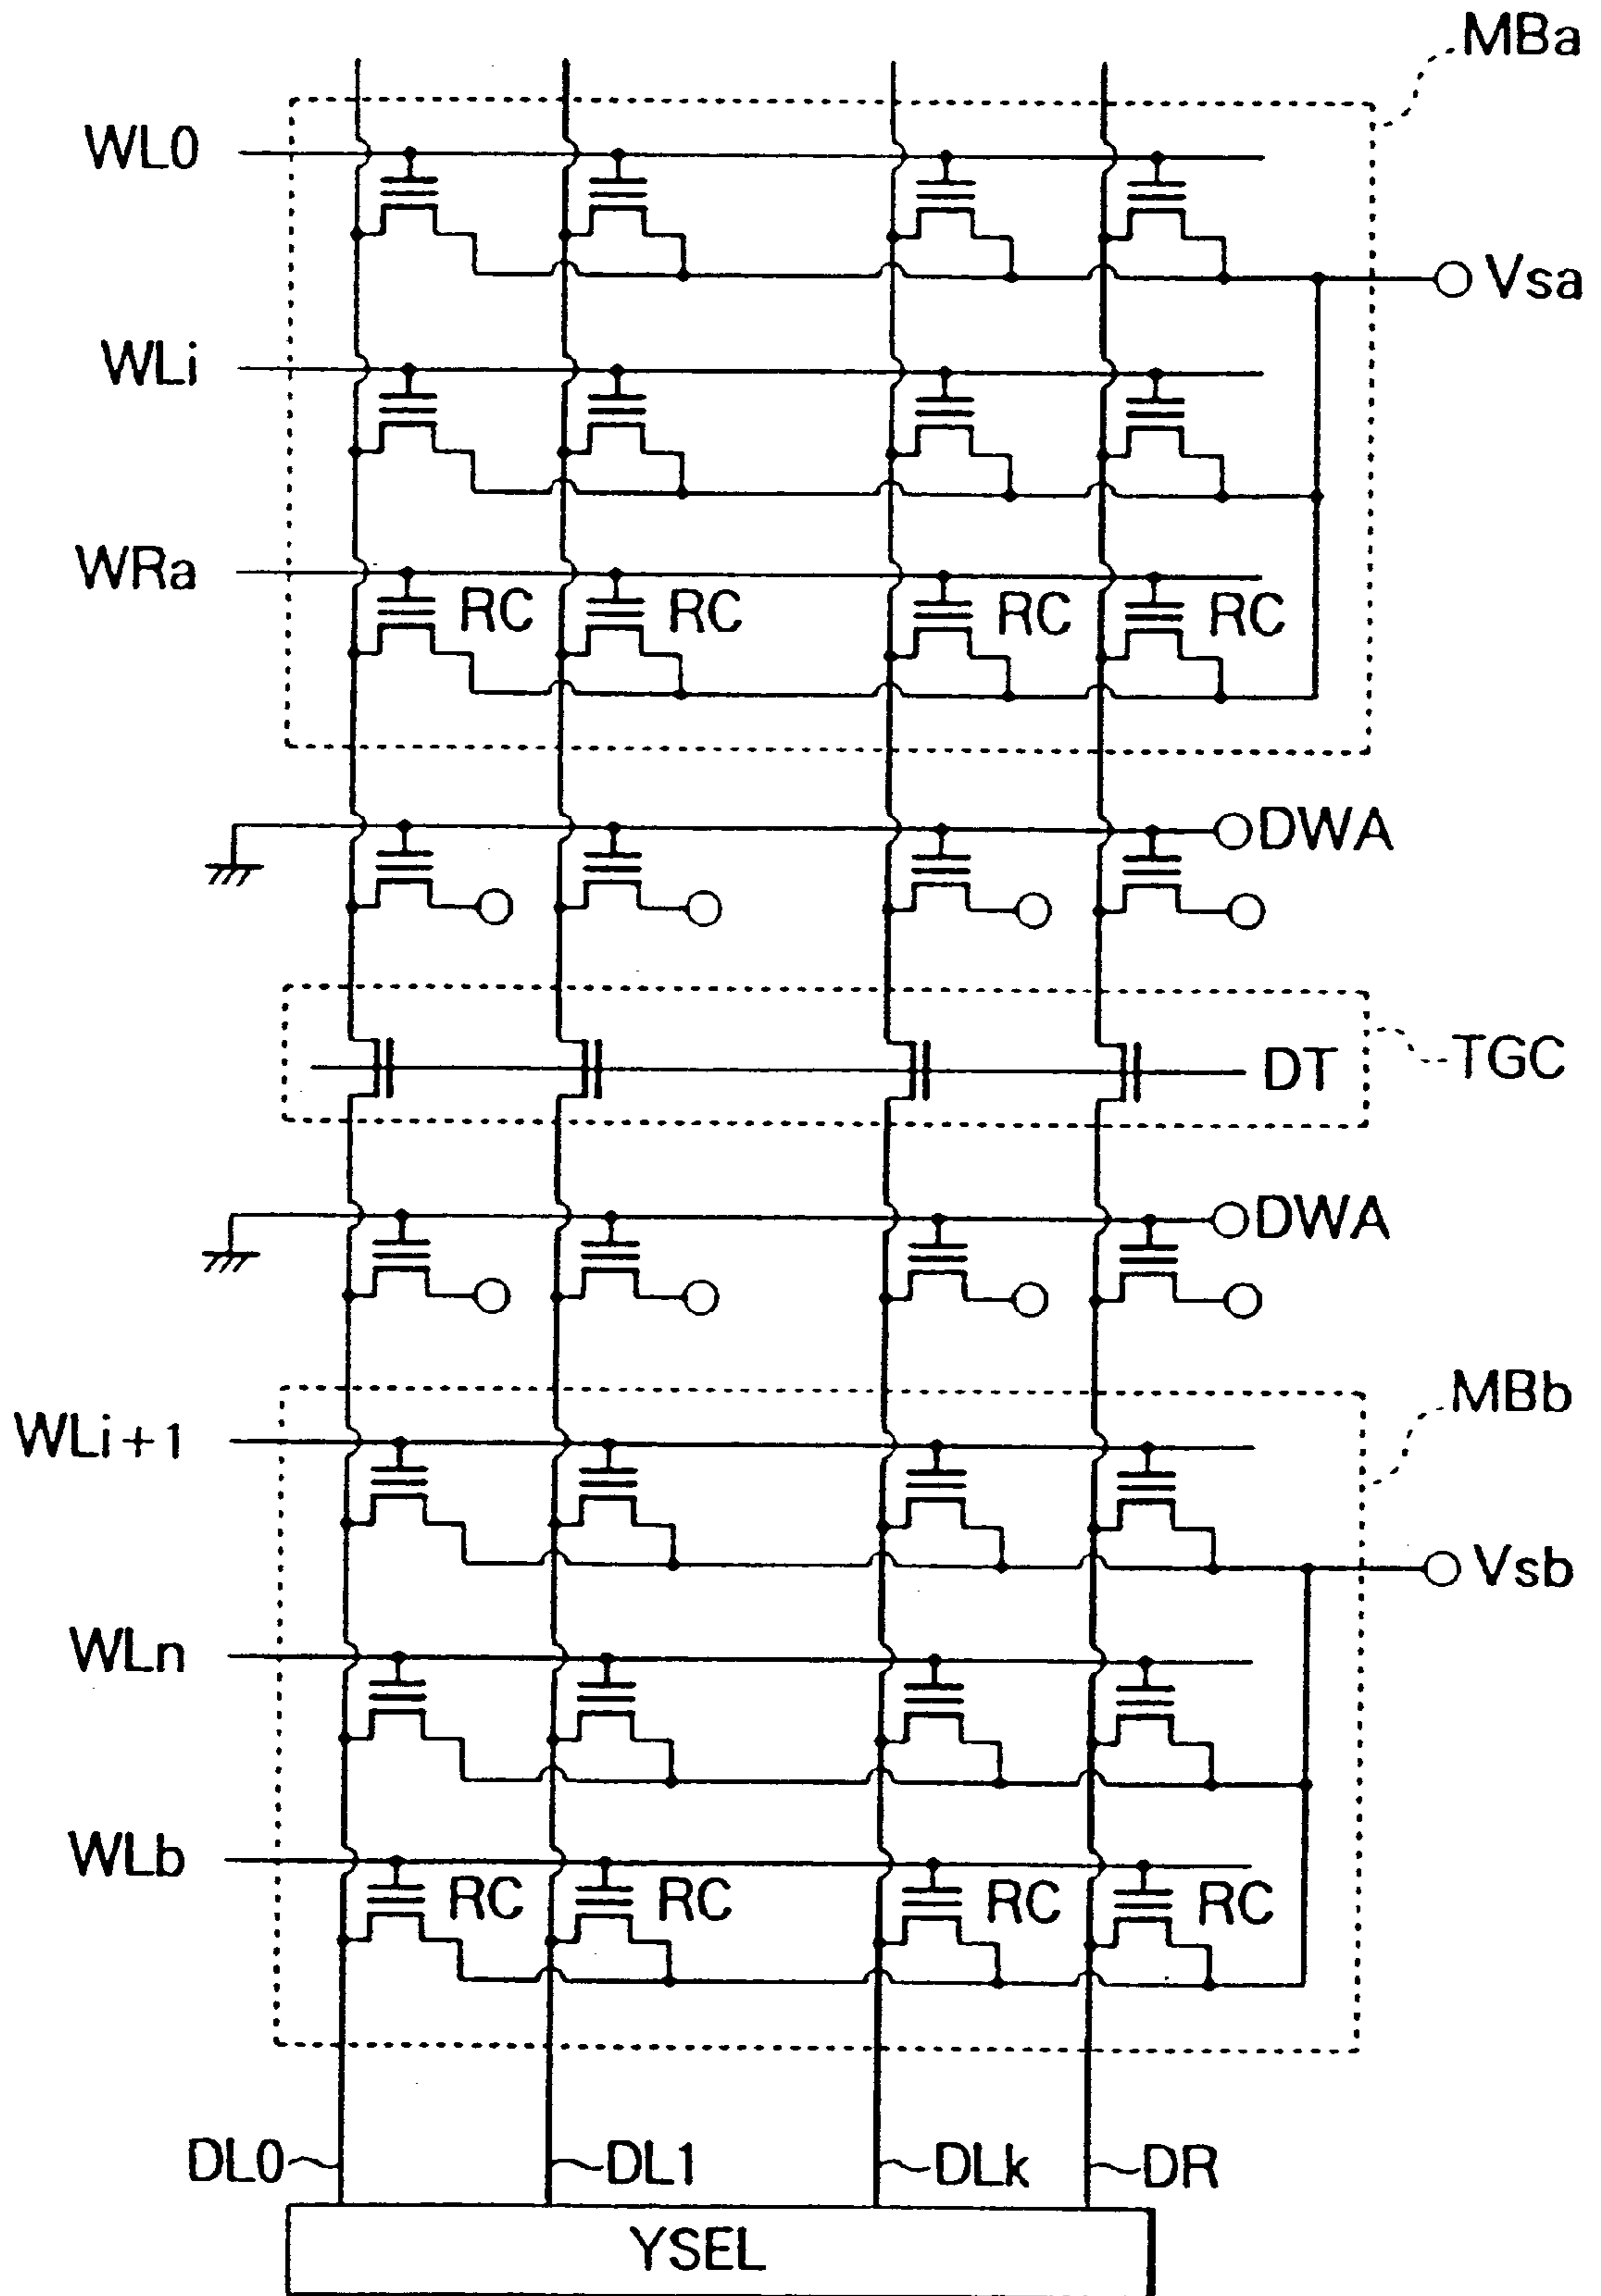 MBa
WL0
Vsa
WLi
WRa
RC RC RC RC
DWA
DT
TGC
DWA
MBb
WLi+1
Vsb
WLn
WLb
RC RC RC RC
DL0 DL1 DLk DR
YSEL